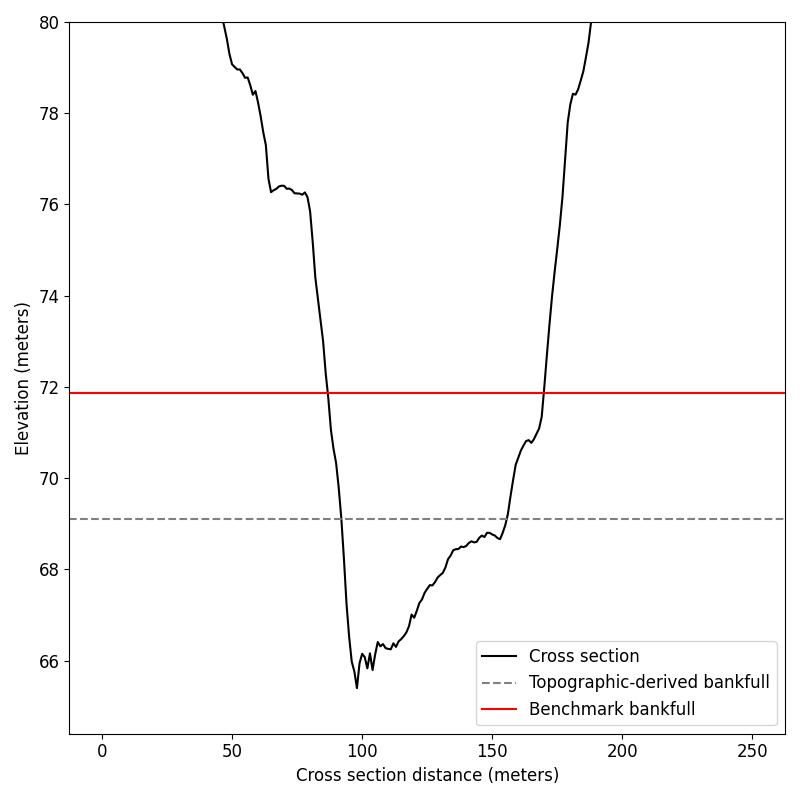 80
78
76
74
72
70
68
66
Elevation (meters)
0
50
100
150
200
250
Cross section distance (meters)
Cross section
Topographic-derived bankfull
Benchmark bankfull